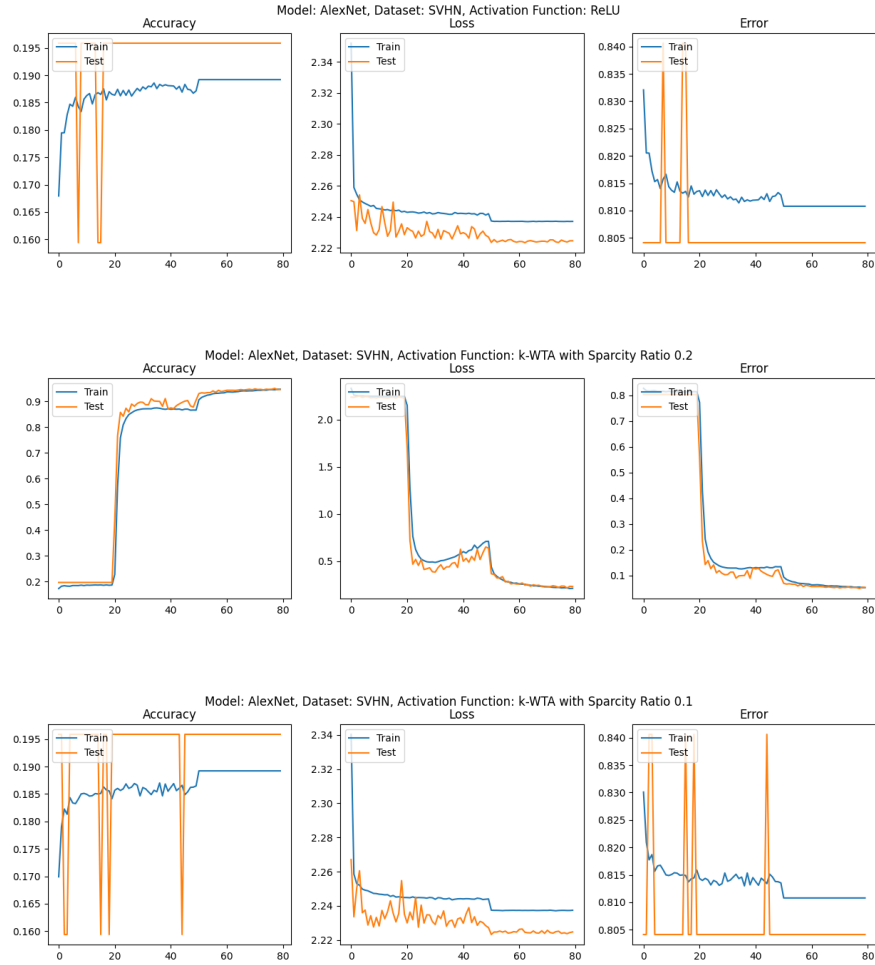 Model: AlexNet, Dataset: SVHN, Activation Function: ReLU
Accuracy
Loss
Error
0.195
0.190
0.185
0.180
0.175
0.170
0.165
0.160
0 20 40 60 80
Train
Test
2.34
2.32
2.30
2.28
2.26
2.24
2.22
0 20 40 60 80
Train
Test
0.840
0.835
0.830
0.825
0.820
0.815
0.810
0.805
0 20 40 60 80
Train
Test
Model: AlexNet, Dataset: SVHN, Activation Function: k-WTA with Sparcity Ratio 0.2
Accuracy
Loss
Error
0.9
0.8
0.7
0.6
0.5
0.4
0.3
0.2
0 20 40 60 80
Train
Test
2.0
1.5
1.0
0.5
0 20 40 60 80
Train
Test
0.8
0.7
0.6
0.5
0.4
0.3
0.2
0.1
0 20 40 60 80
Train
Test
Model: AlexNet, Dataset: SVHN, Activation Function: k-WTA with Sparcity Ratio 0.1
Accuracy
Loss
Error
0.195
0.190
0.185
0.180
0.175
0.170
0.165
0.160
0 20 40 60 80
Train
Test
2.34
2.32
2.30
2.28
2.26
2.24
2.22
0 20 40 60 80
Train
Test
0.840
0.835
0.830
0.825
0.820
0.815
0.810
0.805
0 20 40 60 80
Train
Test